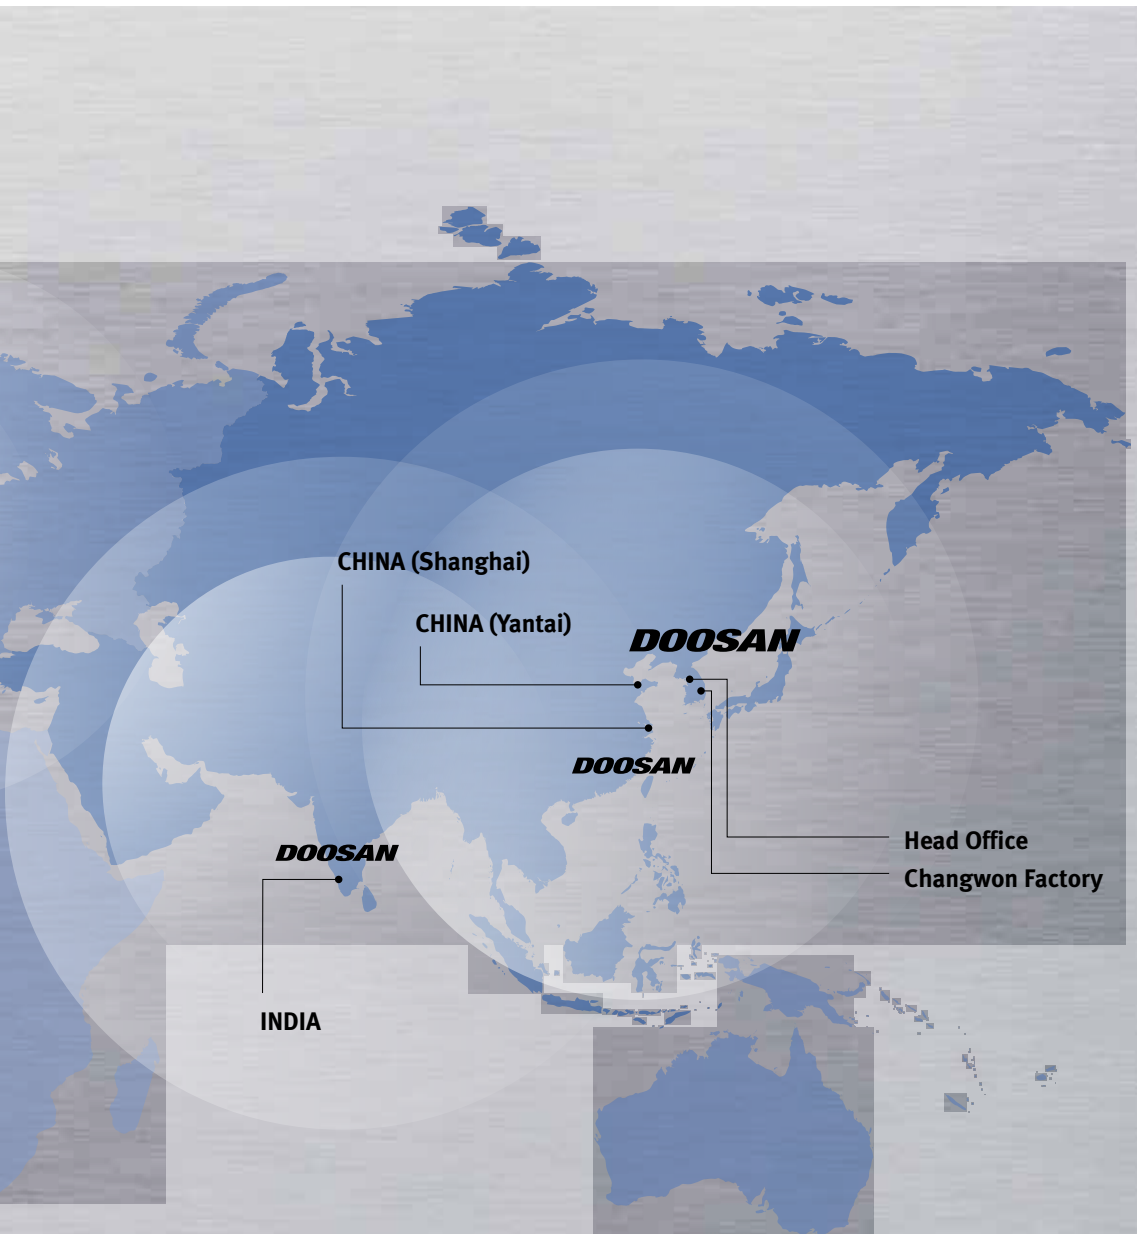 CHINA (Shanghai)
CHINA (Yantai)
DOOSAN
DOOSAN
Head Office
DOOSAN
Changwon Factory
INDIA